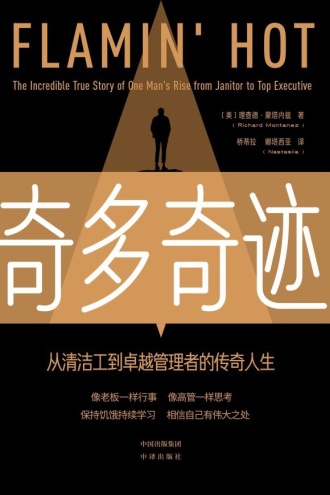 FLAMIN' HOT
The Incredible True Story of One Man's Rise from Janitor to Top Executive
[美]理查德·蒙塔内兹 著
( Richard Montanez )
桥蒂拉 娜塔西亚 译
( Nastasiia )
奇多奇迹
从清洁工到卓越管理者的传奇人生
像老板一样行事 像高管一样思考
保持饥饿持续学习 相信自己有伟大之处
中国出版集团
中译出版社